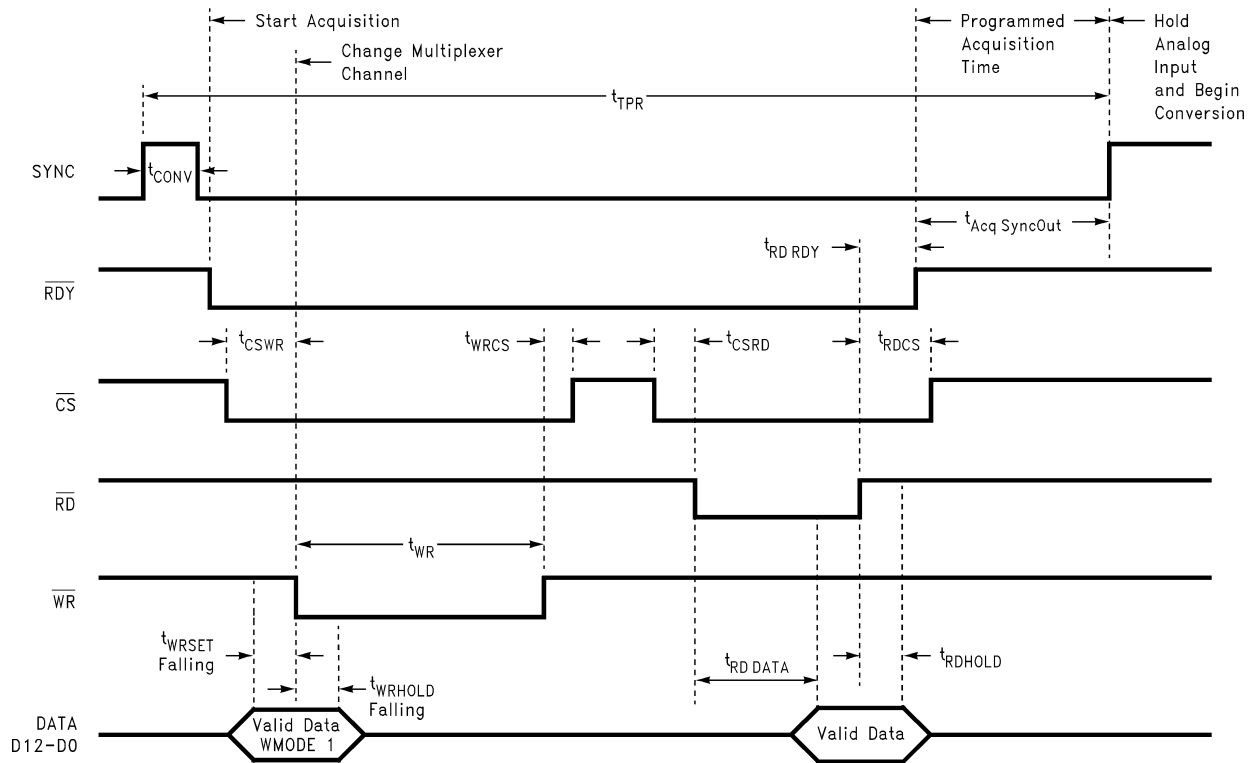 Start Acquisition
Change Multiplexer
Channel
Programmed
Acquisition
Time
Hold
Analog
Input
and Begin
Conversion
tTPR
SYNC
tCONV
tAcq SyncOut
tRD RDY
RDY
tCSWR
tWRCS
tCSRD
tRDCS
CS
RD
tWR
WR
tWRSET
Falling
tWRHOLD
Falling
tRD DATA
tRDHOLD
DATA
D12-D0
Valid Data
WMODE 1
Valid Data